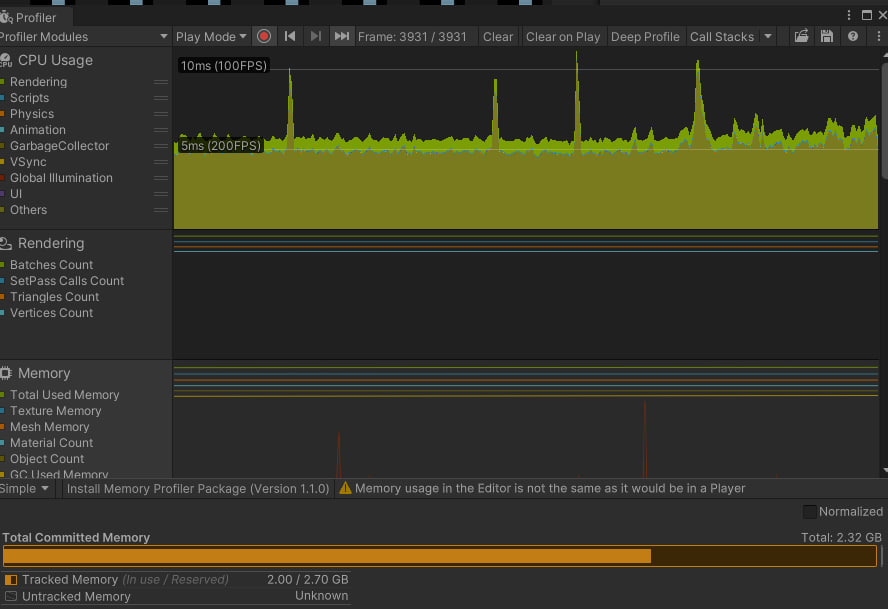 Profiler
Profiler Modules
Play Mode
Frame: 3931 / 3931
Clear
Clear on Play
Deep Profile
Call Stacks
CPU Usage
Rendering
Scripts
Physics
Animation
GarbageCollector
VSync
Global Illumination
UI
Others
10ms (100FPS)
5ms (200FPS)
Rendering
Batches Count
SetPass Calls Count
Triangles Count
Vertices Count
Memory
Total Used Memory
Texture Memory
Mesh Memory
Material Count
Object Count
GC Used Memory
Simple
Install Memory Profiler Package (Version 1.1.0)
Memory usage in the Editor is not the same as it would be in a Player
Normalized
Total Committed Memory
Total: 2.32 GB
Tracked Memory (In use / Reserved) 2.00 / 2.70 GB
Untracked Memory Unknown